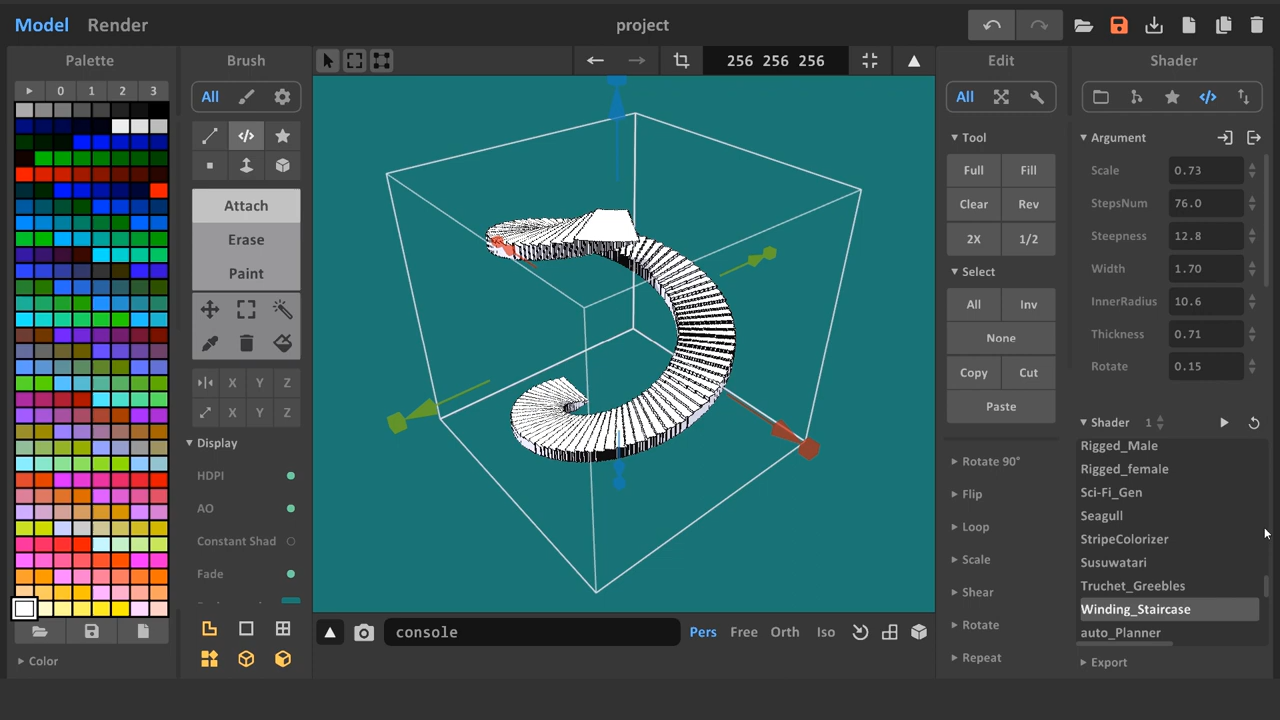 Model Render project
Palette Brush 256 256 256 Edit Shader
0 1 2 3 All All
Tool Argument
Full Fill Scale 0.73
Attach Clear Rev StepsNum 76.0
Erase 2X 1/2 Steepness 12.8
Paint Select Width 1.70
All Inv InnerRadius 10.6
None Thickness 0.71
X Y Z Copy Cut Rotate 0.15
X Y Z Paste
Display Shader 1
Rigged_Male
HDPI Rotate 90° Rigged_female
AO Flip Sci-Fi_Gen
Constant Shad Loop Seagull
Fade Scale StripeColorizer
Shear Susuwatari
Rotate Truchet_Greebles
console Pers Free Orth Iso Winding_Staircase
Color Repeat auto_Planner
Export